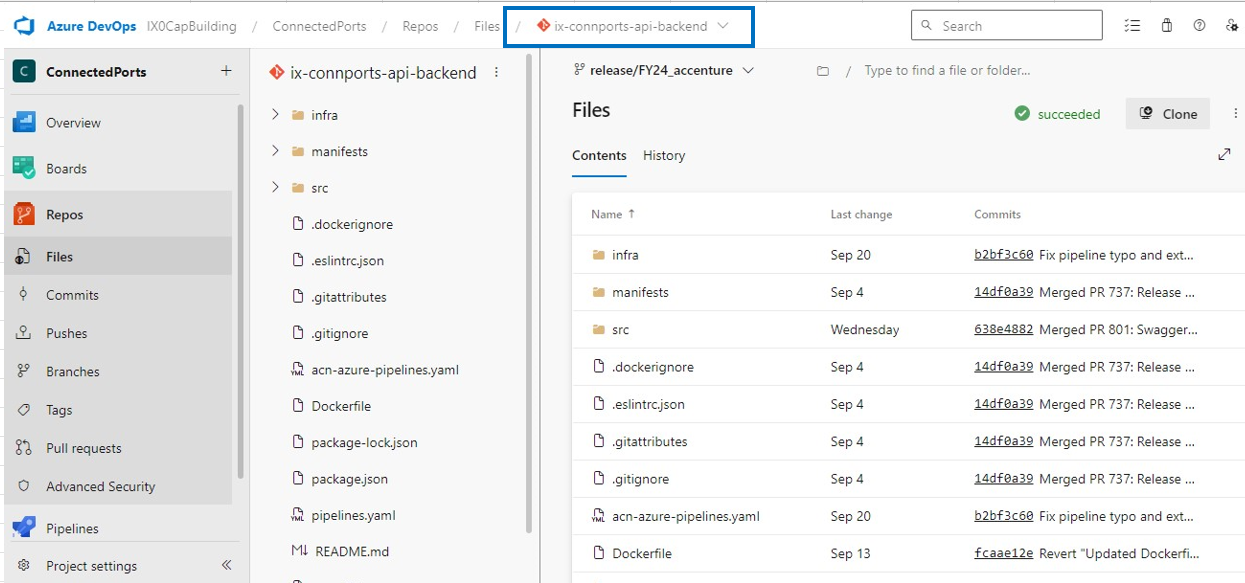 Azure DevOps IX0CapBuilding / ConnectedPorts / Repos / Files / ix-connports-api-backend Search
C ConnectedPorts +
Overview
Boards
Repos
Files
Commits
Pushes
Branches
Tags
Pull requests
Advanced Security
Pipelines
Project settings «
ix-connports-api-backend
infra
manifests
src
.dockerignore
.eslintrc.json
.gitattributes
.gitignore
YML acn-azure-pipelines.yaml
Dockerfile
package-lock.json
package.json
YML pipelines.yaml
M↓ README.md
release/FY24_accenture / Type to find a file or folder...
Files succeeded Clone
Contents History
Name ↑ Last change Commits
infra Sep 20 b2bf3c60 Fix pipeline typo and ext...
manifests Sep 4 14df0a39 Merged PR 737: Release ...
src Wednesday 638e4882 Merged PR 801: Swagger...
.dockerignore Sep 4 14df0a39 Merged PR 737: Release ...
.eslintrc.json Sep 4 14df0a39 Merged PR 737: Release ...
.gitattributes Sep 4 14df0a39 Merged PR 737: Release ...
.gitignore Sep 4 14df0a39 Merged PR 737: Release ...
YML acn-azure-pipelines.yaml Sep 20 b2bf3c60 Fix pipeline typo and ext...
Dockerfile Sep 13 fcaae12e Revert "Updated Dockerfi...